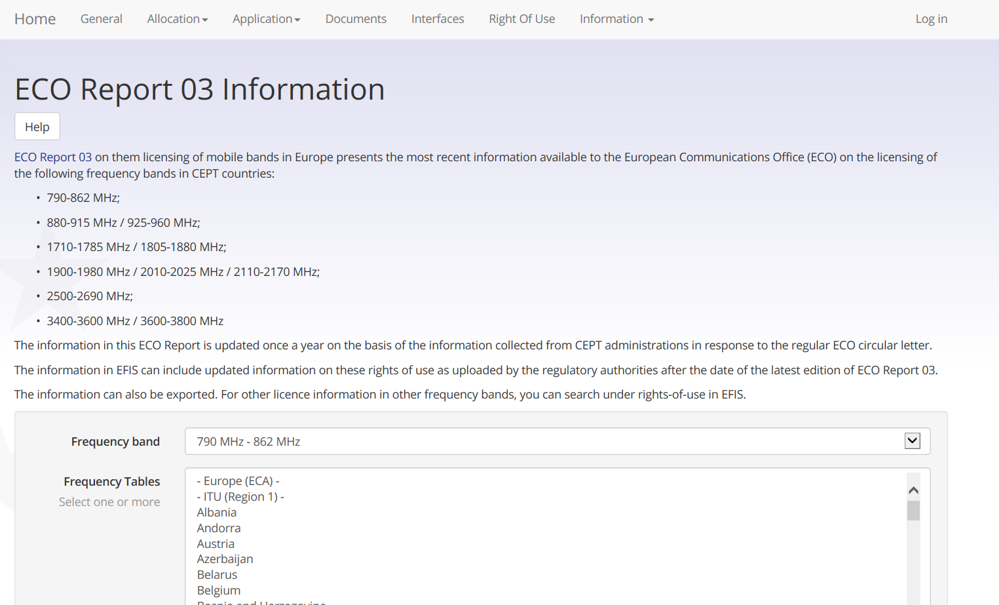 Home General Allocation Application Documents Interfaces Right Of Use Information Log in
ECO Report 03 Information
Help
ECO Report 03 on them licensing of mobile bands in Europe presents the most recent information available to the European Communications Office (ECO) on the licensing of
the following frequency bands in CEPT countries:
• 790-862 MHz;
• 880-915 MHz / 925-960 MHz;
• 1710-1785 MHz / 1805-1880 MHz;
• 1900-1980 MHz / 2010-2025 MHz / 2110-2170 MHz;
• 2500-2690 MHz;
• 3400-3600 MHz / 3600-3800 MHz
The information in this ECO Report is updated once a year on the basis of the information collected from CEPT administrations in response to the regular ECO circular letter.
The information in EFIS can include updated information on these rights of use as uploaded by the regulatory authorities after the date of the latest edition of ECO Report 03.
The information can also be exported. For other licence information in other frequency bands, you can search under rights-of-use in EFIS.
Frequency band 790 MHz - 862 MHz
Frequency Tables
Select one or more
- Europe (ECA) -
- ITU (Region 1) -
Albania
Andorra
Austria
Azerbaijan
Belarus
Belgium
Bosnia and Herzegovina